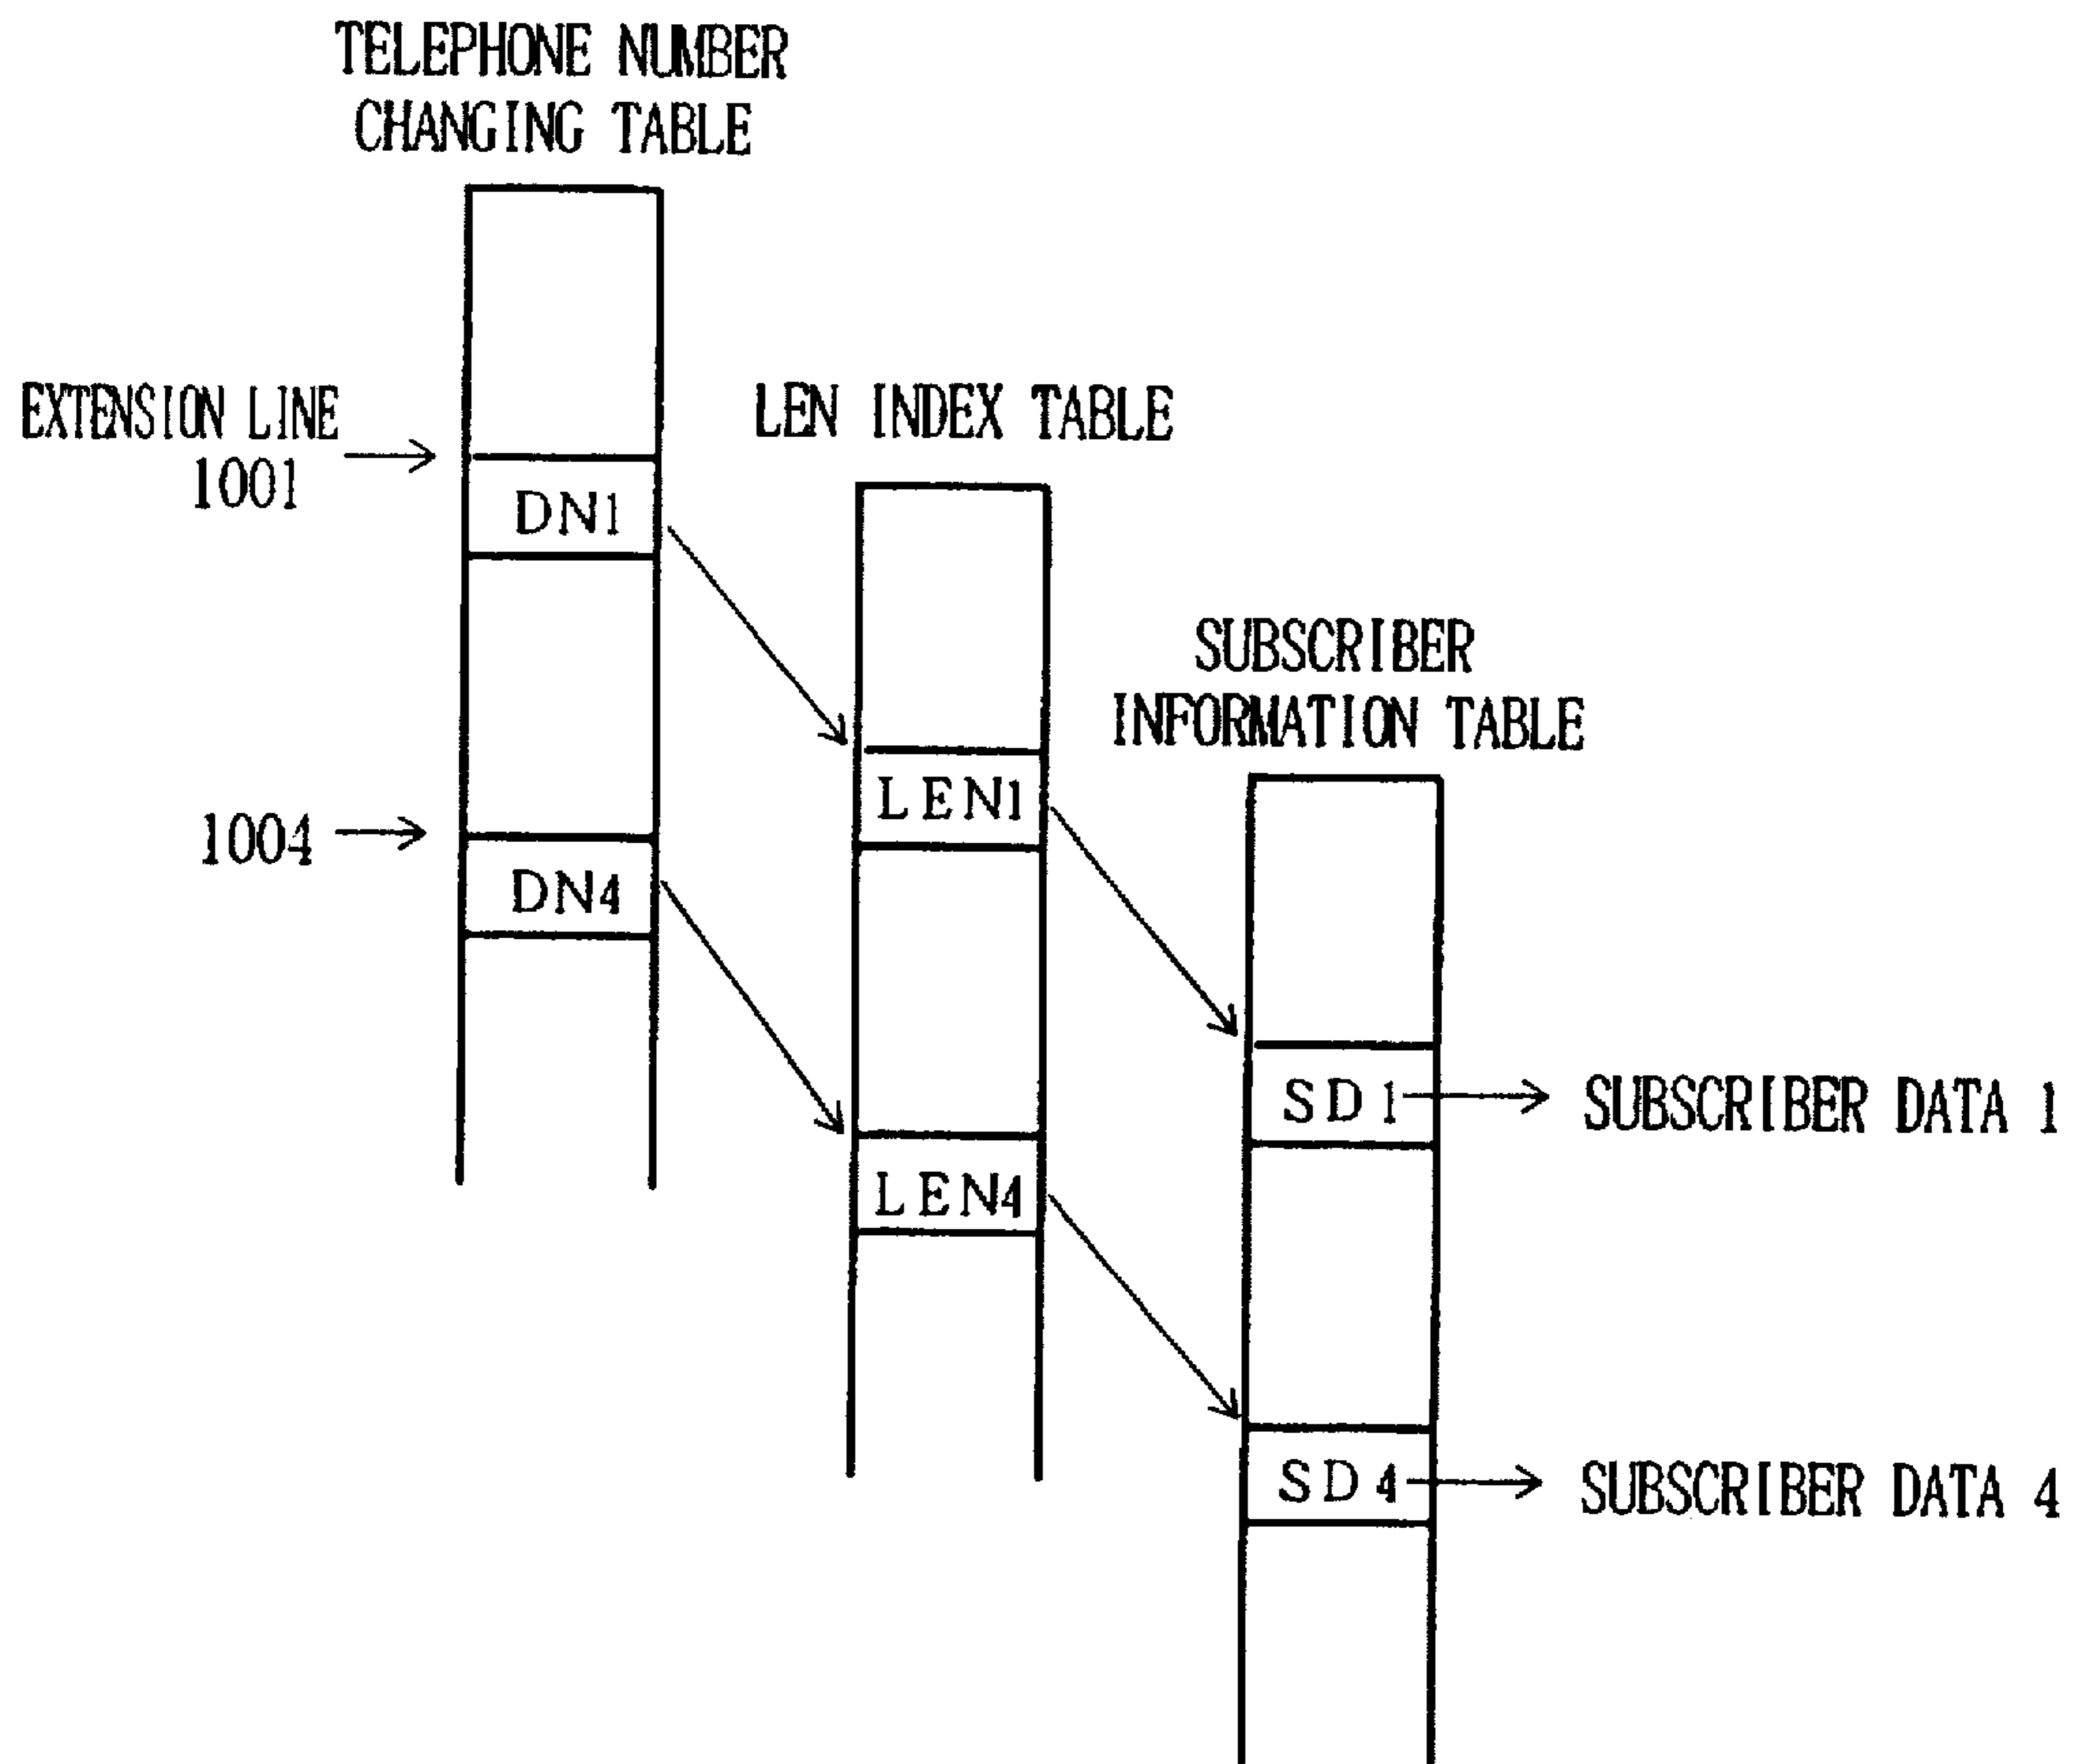 TELEPHONE NUMBER
CHANGING TABLE
EXTENSION LINE
1001
DN1
LEN INDEX TABLE
SUBSCRIBER
INFORMATION TABLE
LEN1
1004
DN4
SD1
SUBSCRIBER DATA 1
LEN4
SD4
SUBSCRIBER DATA 4